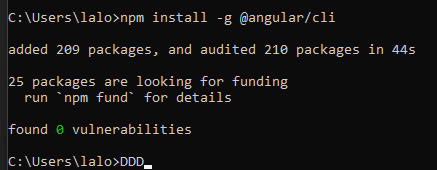 C:\Users\lalo>npm install -g @angular/cli
added 209 packages, and audited 210 packages in 44s
25 packages are looking for funding
  run `npm fund` for details
found 0 vulnerabilities
C:\Users\lalo>DDD